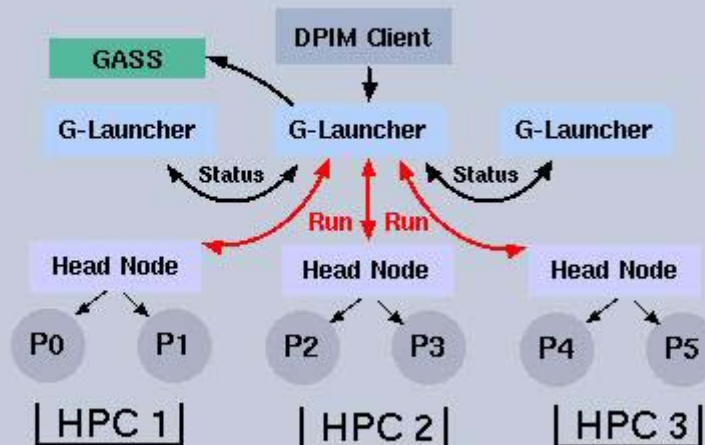 DPIM Client
GASS
G-Launcher G-Launcher G-Launcher
Status Status
Run Run
Head Node Head Node Head Node
P0 P1 P2 P3 P4 P5
HPC 1 HPC 2 HPC 3